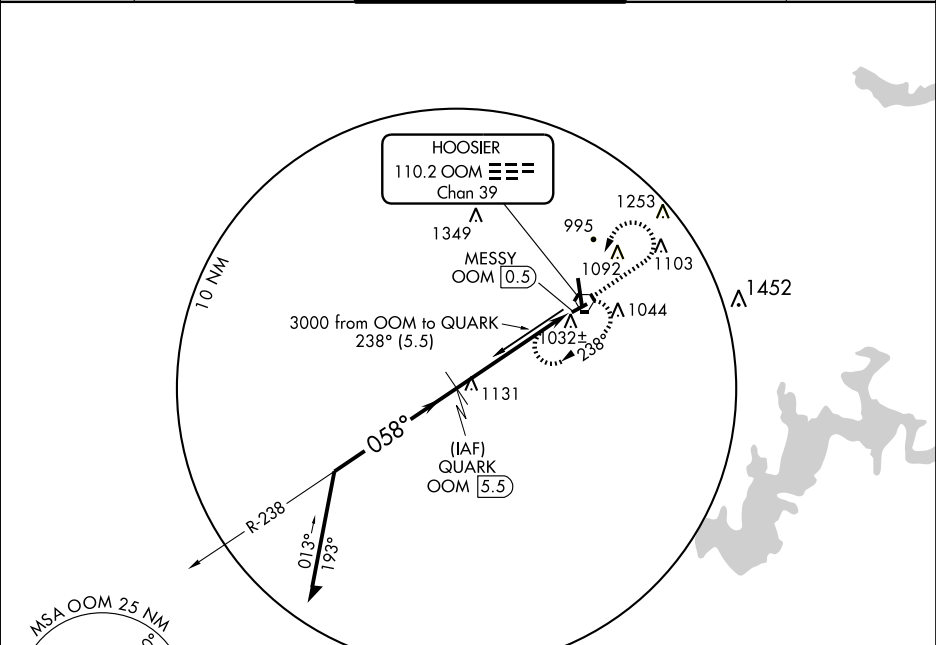 HOOSIER
110.2 OOM
Chan 39
1349
1253
995
1092
1103
MESSY
OOM 0.5
1452
1044
3000 from OOM to QUARK
238° (5.5)
1032±
238°
10 NM
1131
058°
(IAF)
QUARK
OOM 5.5
R-238
013°
193°
MSA OOM 25 NM
0°